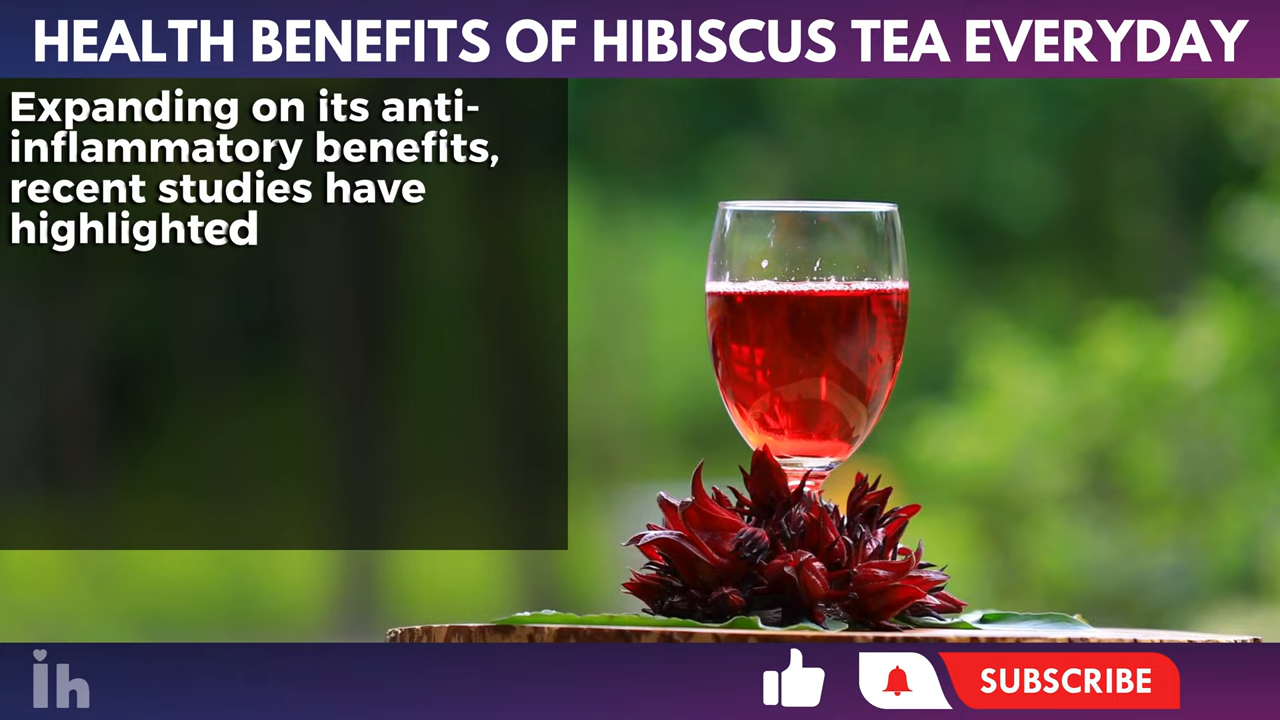 HEALTH BENEFITS OF HIBISCUS TEA EVERYDAY
Expanding on its anti-
inflammatory benefits,
recent studies have
highlighted
ih
SUBSCRIBE